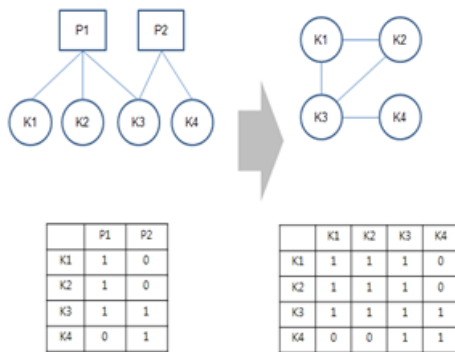 P1 P2
K1 K2 K3 K4
K1 K2
K3 K4
P1 P2
K1 1 0
K2 1 0
K3 1 1
K4 0 1
K1 K2 K3 K4
K1 1 1 1 0
K2 1 1 1 0
K3 1 1 1 1
K4 0 0 1 1